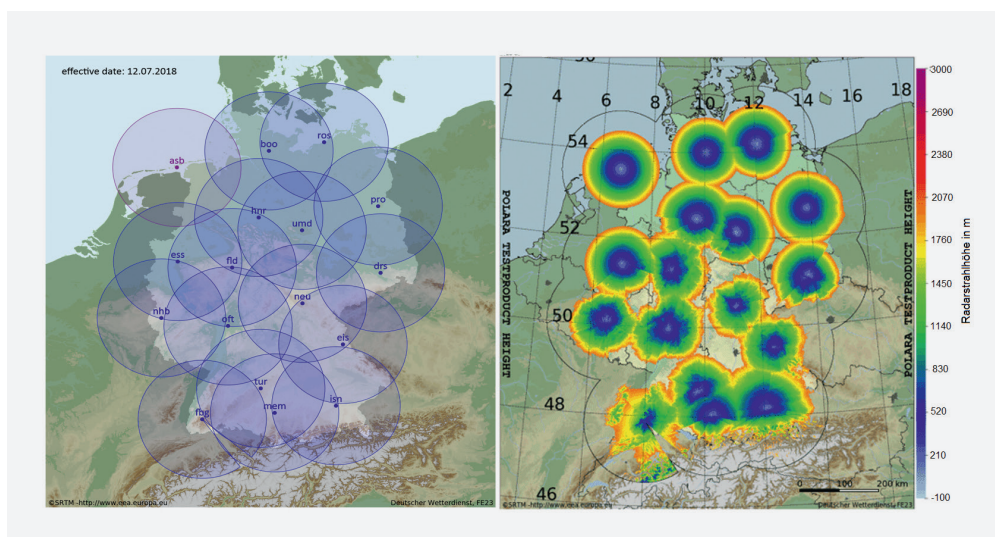 effective date: 12.07.2018
asb
boo
ros
pro
hnr
umd
ess
fld
drs
neu
nhb
oft
eis
tur
fbg
mem
isn
©SRTM -http://www.eea.europa.eu
Deutscher Wetterdienst, FE23
2
4
6
8
10
12
14
16
18
54
52
50
48
46
POLARA TESTPRODUCT HEIGHT
POLARA TESTPRODUCT HEIGHT
0
100
200 km
©SRTM -http://www.eea.europa.eu
Deutscher Wetterdienst, FE23
3000
2690
2380
2070
1760
1450
1140
830
520
210
-100
Radarstrahlhöhe in m